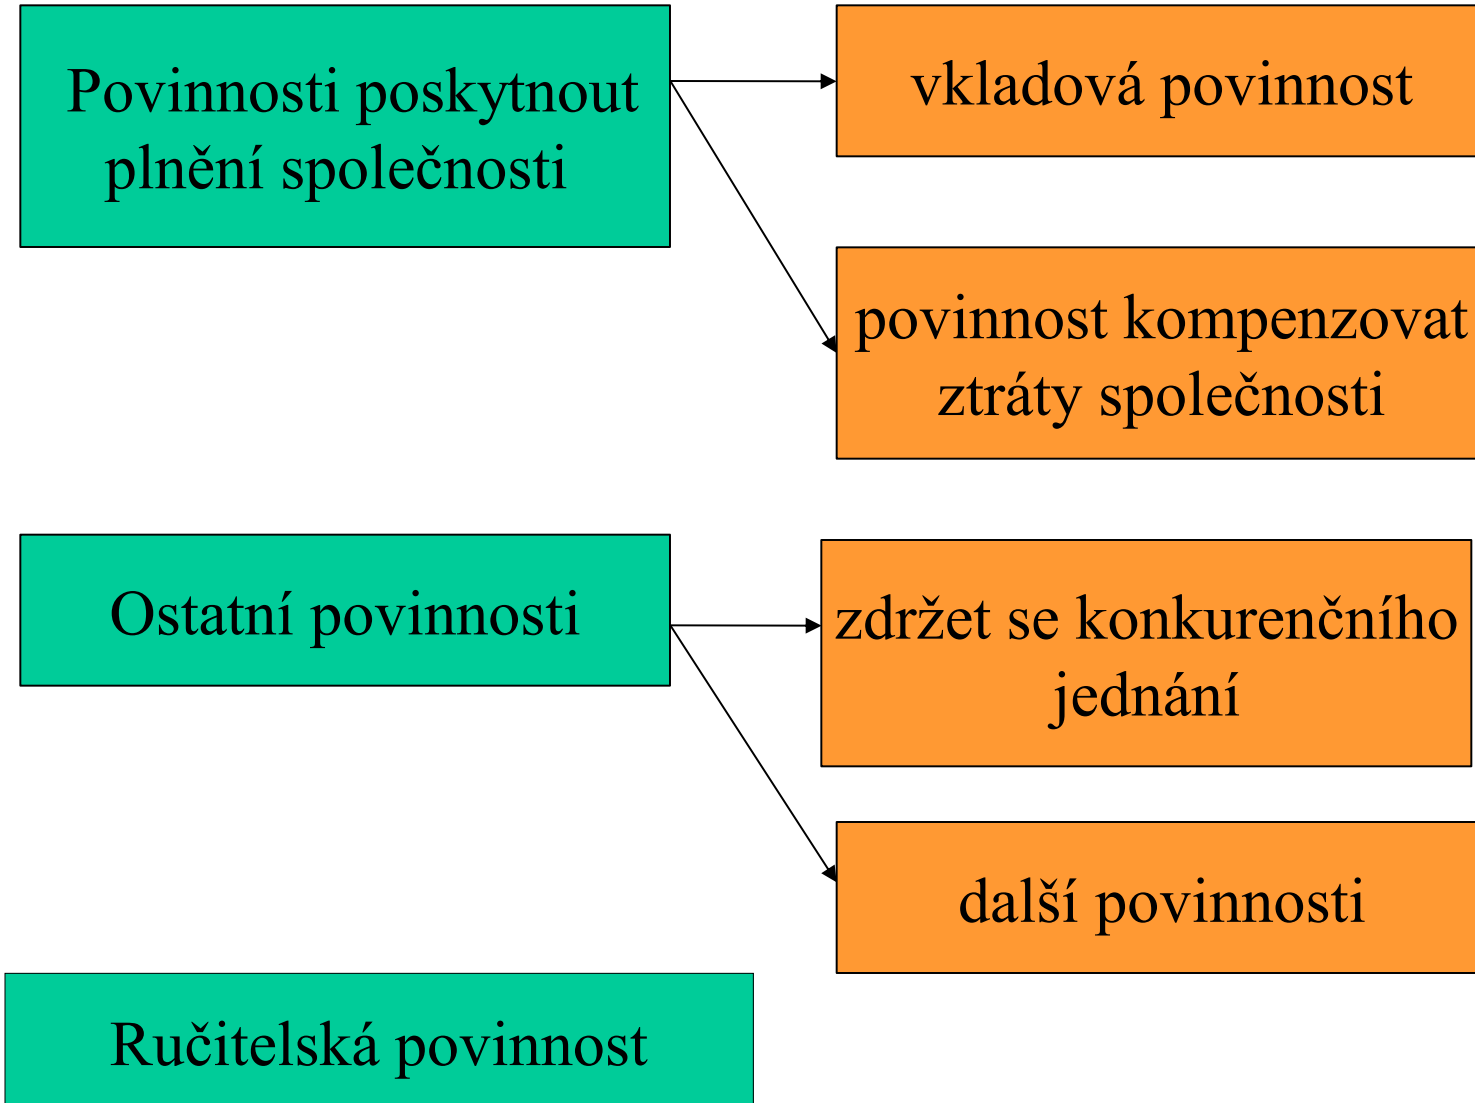 Povinnosti poskytnout
plnění společnosti
vkladová povinnost
povinnost kompenzovat
ztráty společnosti
Ostatní povinnosti
zdržet se konkurenčního
jednání
další povinnosti
Ručitelská povinnost